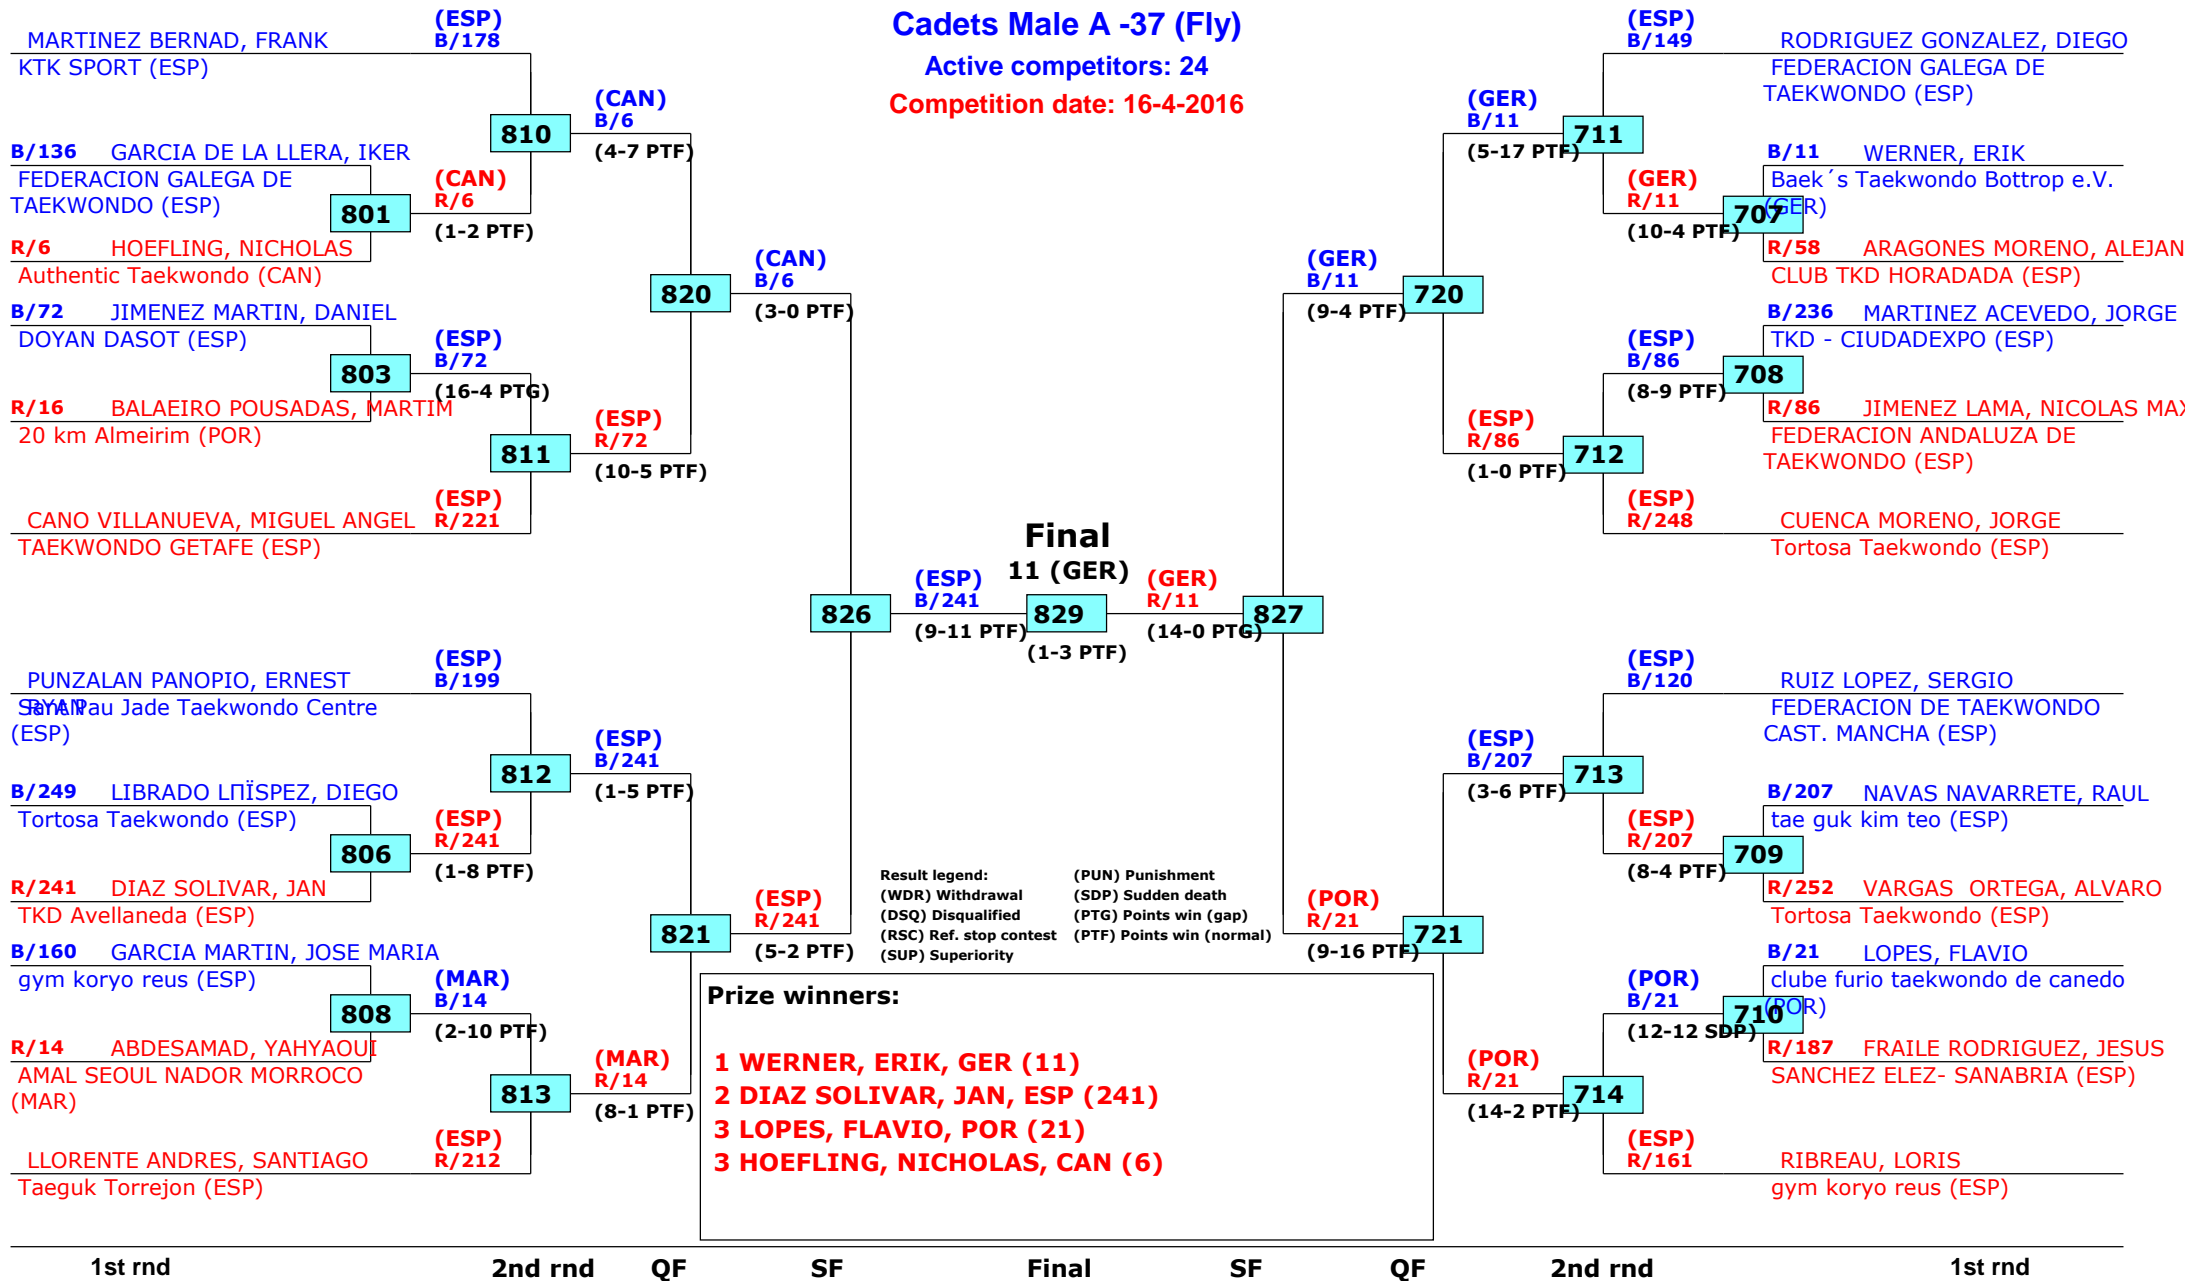 Cadets Male A -37 (Fly)
Active competitors: 24
Competition date: 16-4-2016
(ESP)
MARTINEZ BERNAD, FRANK B/178
KTK SPORT (ESP)
(CAN)
810 B/6
(4-7 PTF)
B/136 GARCIA DE LA LLERA, IKER
FEDERACION GALEGA DE
TAEKWONDO (ESP)
(CAN)
801 R/6
(1-2 PTF)
R/6 HOEFLING, NICHOLAS
Authentic Taekwondo (CAN)
(CAN)
820 B/6
(3-0 PTF)
B/72 JIMENEZ MARTIN, DANIEL
DOYAN DASOT (ESP)
(ESP)
803 B/72
(16-4 PTG)
R/16 BALAEIRO POUSADAS, MARTIM
20 km Almeirim (POR)
(ESP)
811 R/72
(10-5 PTF)
(ESP)
CANO VILLANUEVA, MIGUEL ANGEL R/221
TAEKWONDO GETAFE (ESP)
(ESP)
826 B/241
(9-11 PTF)
(ESP)
PUNZALAN PANOPIO, ERNEST B/199
RYAN
Sant Pau Jade Taekwondo Centre
(ESP)
(ESP)
812 B/241
(1-5 PTF)
B/249 LIBRADO LПÏSPEZ, DIEGO
Tortosa Taekwondo (ESP)
(ESP)
806 R/241
(1-8 PTF)
R/241 DIAZ SOLIVAR, JAN
TKD Avellaneda (ESP)
(ESP)
821 R/241
(5-2 PTF)
B/160 GARCIA MARTIN, JOSE MARIA
gym koryo reus (ESP)
(MAR)
808 B/14
(2-10 PTF)
R/14 ABDESAMAD, YAHYAOUI
AMAL SEOUL NADOR MORROCO
(MAR)
(MAR)
813 R/14
(8-1 PTF)
(ESP)
LLORENTE ANDRES, SANTIAGO R/212
Taeguk Torrejon (ESP)
Final
11 (GER)
829
(1-3 PTF)
(GER)
R/11 827
(14-0 PTG)
(ESP)
B/149 RODRIGUEZ GONZALEZ, DIEGO
FEDERACION GALEGA DE
TAEKWONDO (ESP)
(GER)
B/11 711
(5-17 PTF)
B/11 WERNER, ERIK
Baek´s Taekwondo Bottrop e.V.
(GER)
(GER)
R/11 707
(10-4 PTF)
R/58 ARAGONES MORENO, ALEJAN
CLUB TKD HORADADA (ESP)
(GER)
B/11 720
(9-4 PTF)
B/236 MARTINEZ ACEVEDO, JORGE
TKD - CIUDADEXPO (ESP)
(ESP)
B/86 708
(8-9 PTF)
R/86 JIMENEZ LAMA, NICOLAS MAX
FEDERACION ANDALUZA DE
TAEKWONDO (ESP)
(ESP)
R/86 712
(1-0 PTF)
(ESP)
R/248 CUENCA MORENO, JORGE
Tortosa Taekwondo (ESP)
(ESP)
B/120 RUIZ LOPEZ, SERGIO
FEDERACION DE TAEKWONDO
CAST. MANCHA (ESP)
(ESP)
B/207 713
(3-6 PTF)
B/207 NAVAS NAVARRETE, RAUL
tae guk kim teo (ESP)
(ESP)
R/207 709
(8-4 PTF)
R/252 VARGAS  ORTEGA, ALVARO
Tortosa Taekwondo (ESP)
(POR)
R/21 721
(9-16 PTF)
B/21 LOPES, FLAVIO
clube furio taekwondo de canedo
(POR)
(POR)
B/21 710
(12-12 SDP)
R/187 FRAILE RODRIGUEZ, JESUS
SANCHEZ ELEZ- SANABRIA (ESP)
(POR)
R/21 714
(14-2 PTF)
(ESP)
R/161 RIBREAU, LORIS
gym koryo reus (ESP)
Result legend: (PUN) Punishment
(WDR) Withdrawal (SDP) Sudden death
(DSQ) Disqualified (PTG) Points win (gap)
(RSC) Ref. stop contest (PTF) Points win (normal)
(SUP) Superiority
Prize winners:
1 WERNER, ERIK, GER (11)
2 DIAZ SOLIVAR, JAN, ESP (241)
3 LOPES, FLAVIO, POR (21)
3 HOEFLING, NICHOLAS, CAN (6)
1st rnd 2nd rnd QF SF Final SF QF 2nd rnd 1st rnd